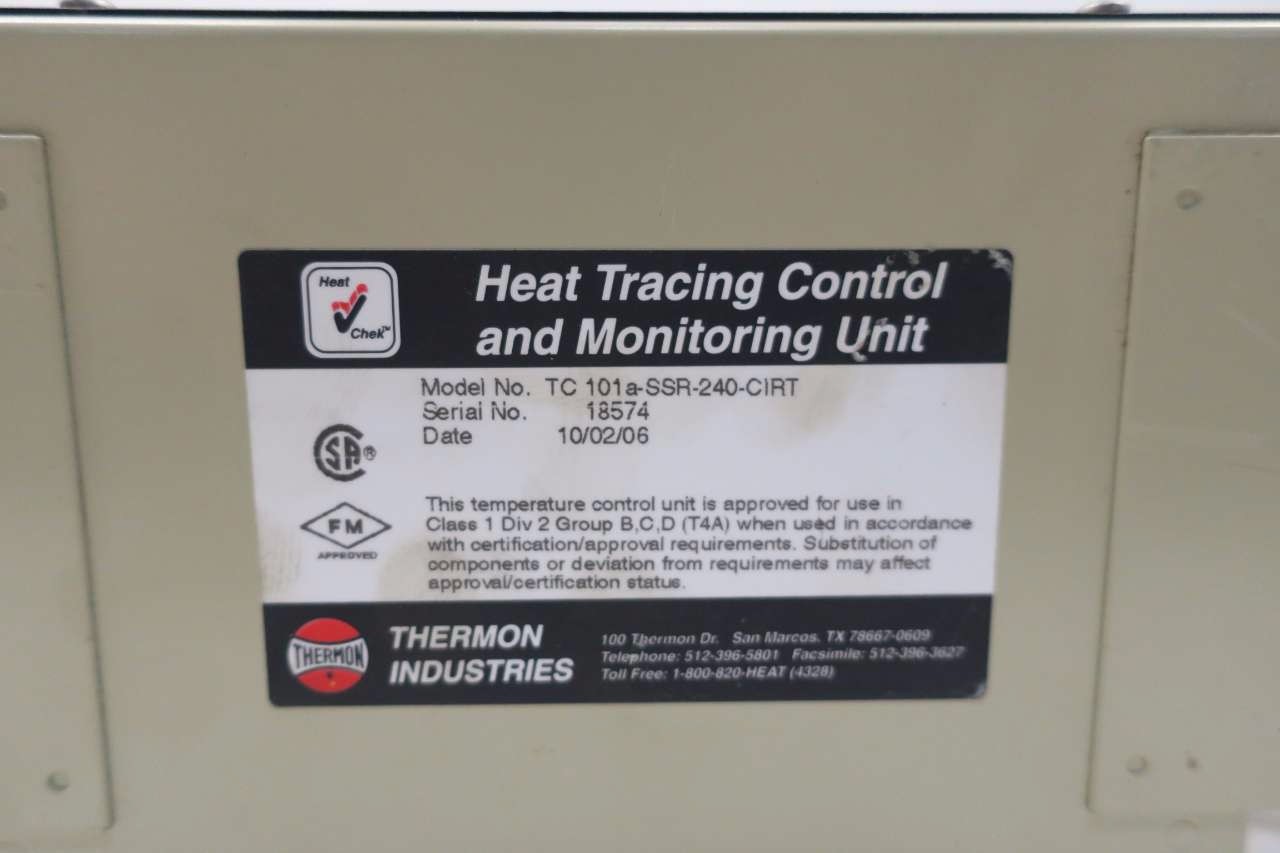 Heat
Chek™
Heat Tracing Control
and Monitoring Unit
Model No. TC 101a-SSR-240-CIRT
Serial No. 18574
Date 10/02/06
SA®
FM
APPROVED
This temperature control unit is approved for use in
Class 1 Div 2 Group B,C,D (T4A) when used in accordance
with certification/approval requirements. Substitution of
components or deviation from requirements may affect
approval/certification status.
THERMON
THERMON
INDUSTRIES
100 Thermon Dr. San Marcos, TX 78667-0609
Telephone: 512-396-5801 Facsimile: 512-396-3627
Toll Free: 1-800-820-HEAT (4328)